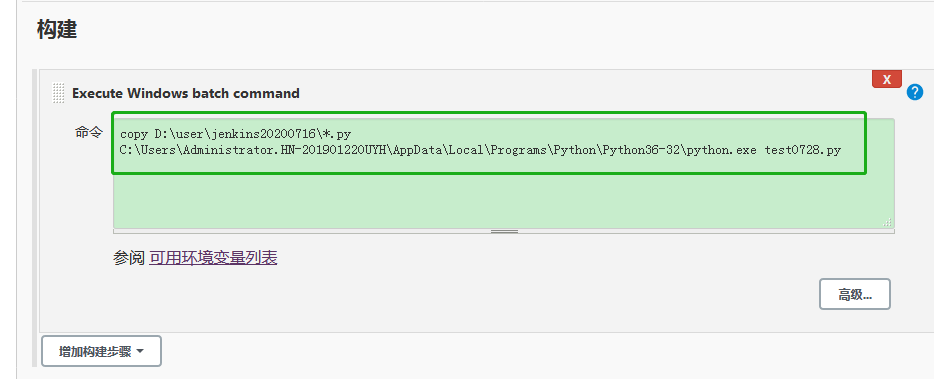 构建
X
Execute Windows batch command
?
命令
copy D:\user\jenkins20200716\*.py
C:\Users\Administrator.HN-201901220UYH\AppData\Local\Programs\Python\Python36-32\python.exe test0728.py
参阅 可用环境变量列表
高级...
增加构建步骤